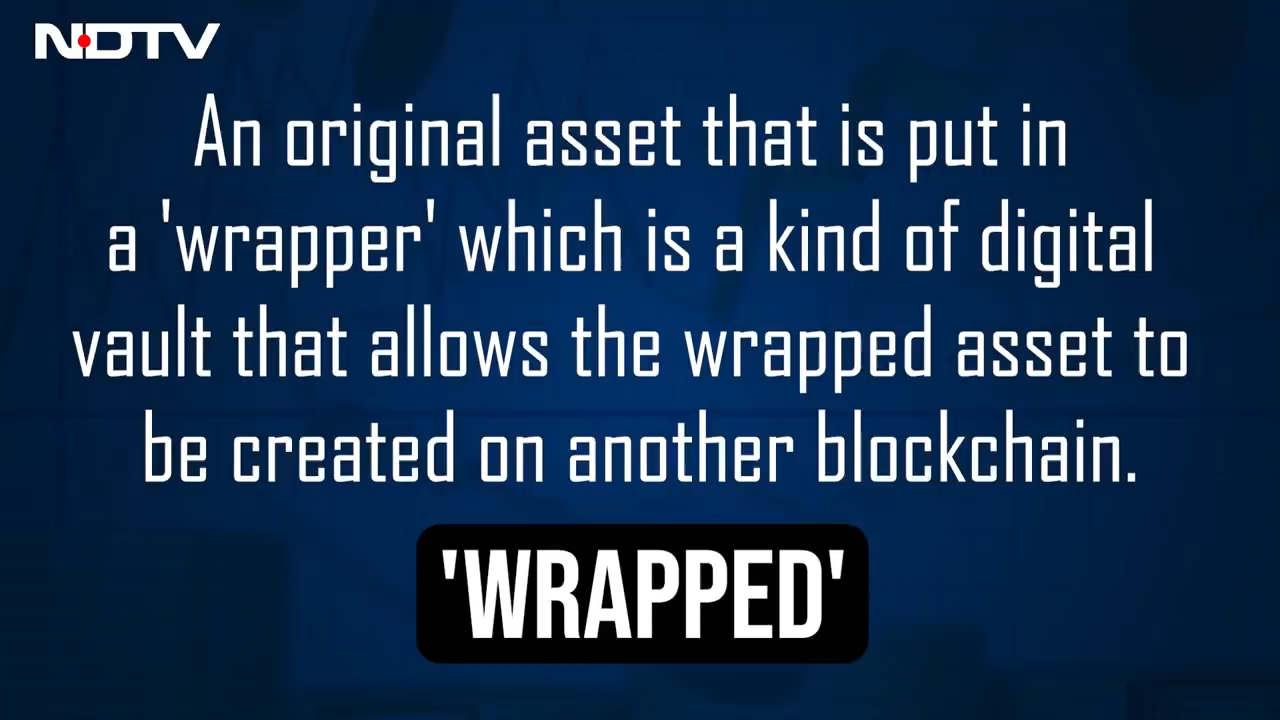 NDTV
An original asset that is put in
a 'wrapper' which is a kind of digital
vault that allows the wrapped asset to
be created on another blockchain.
'WRAPPED'